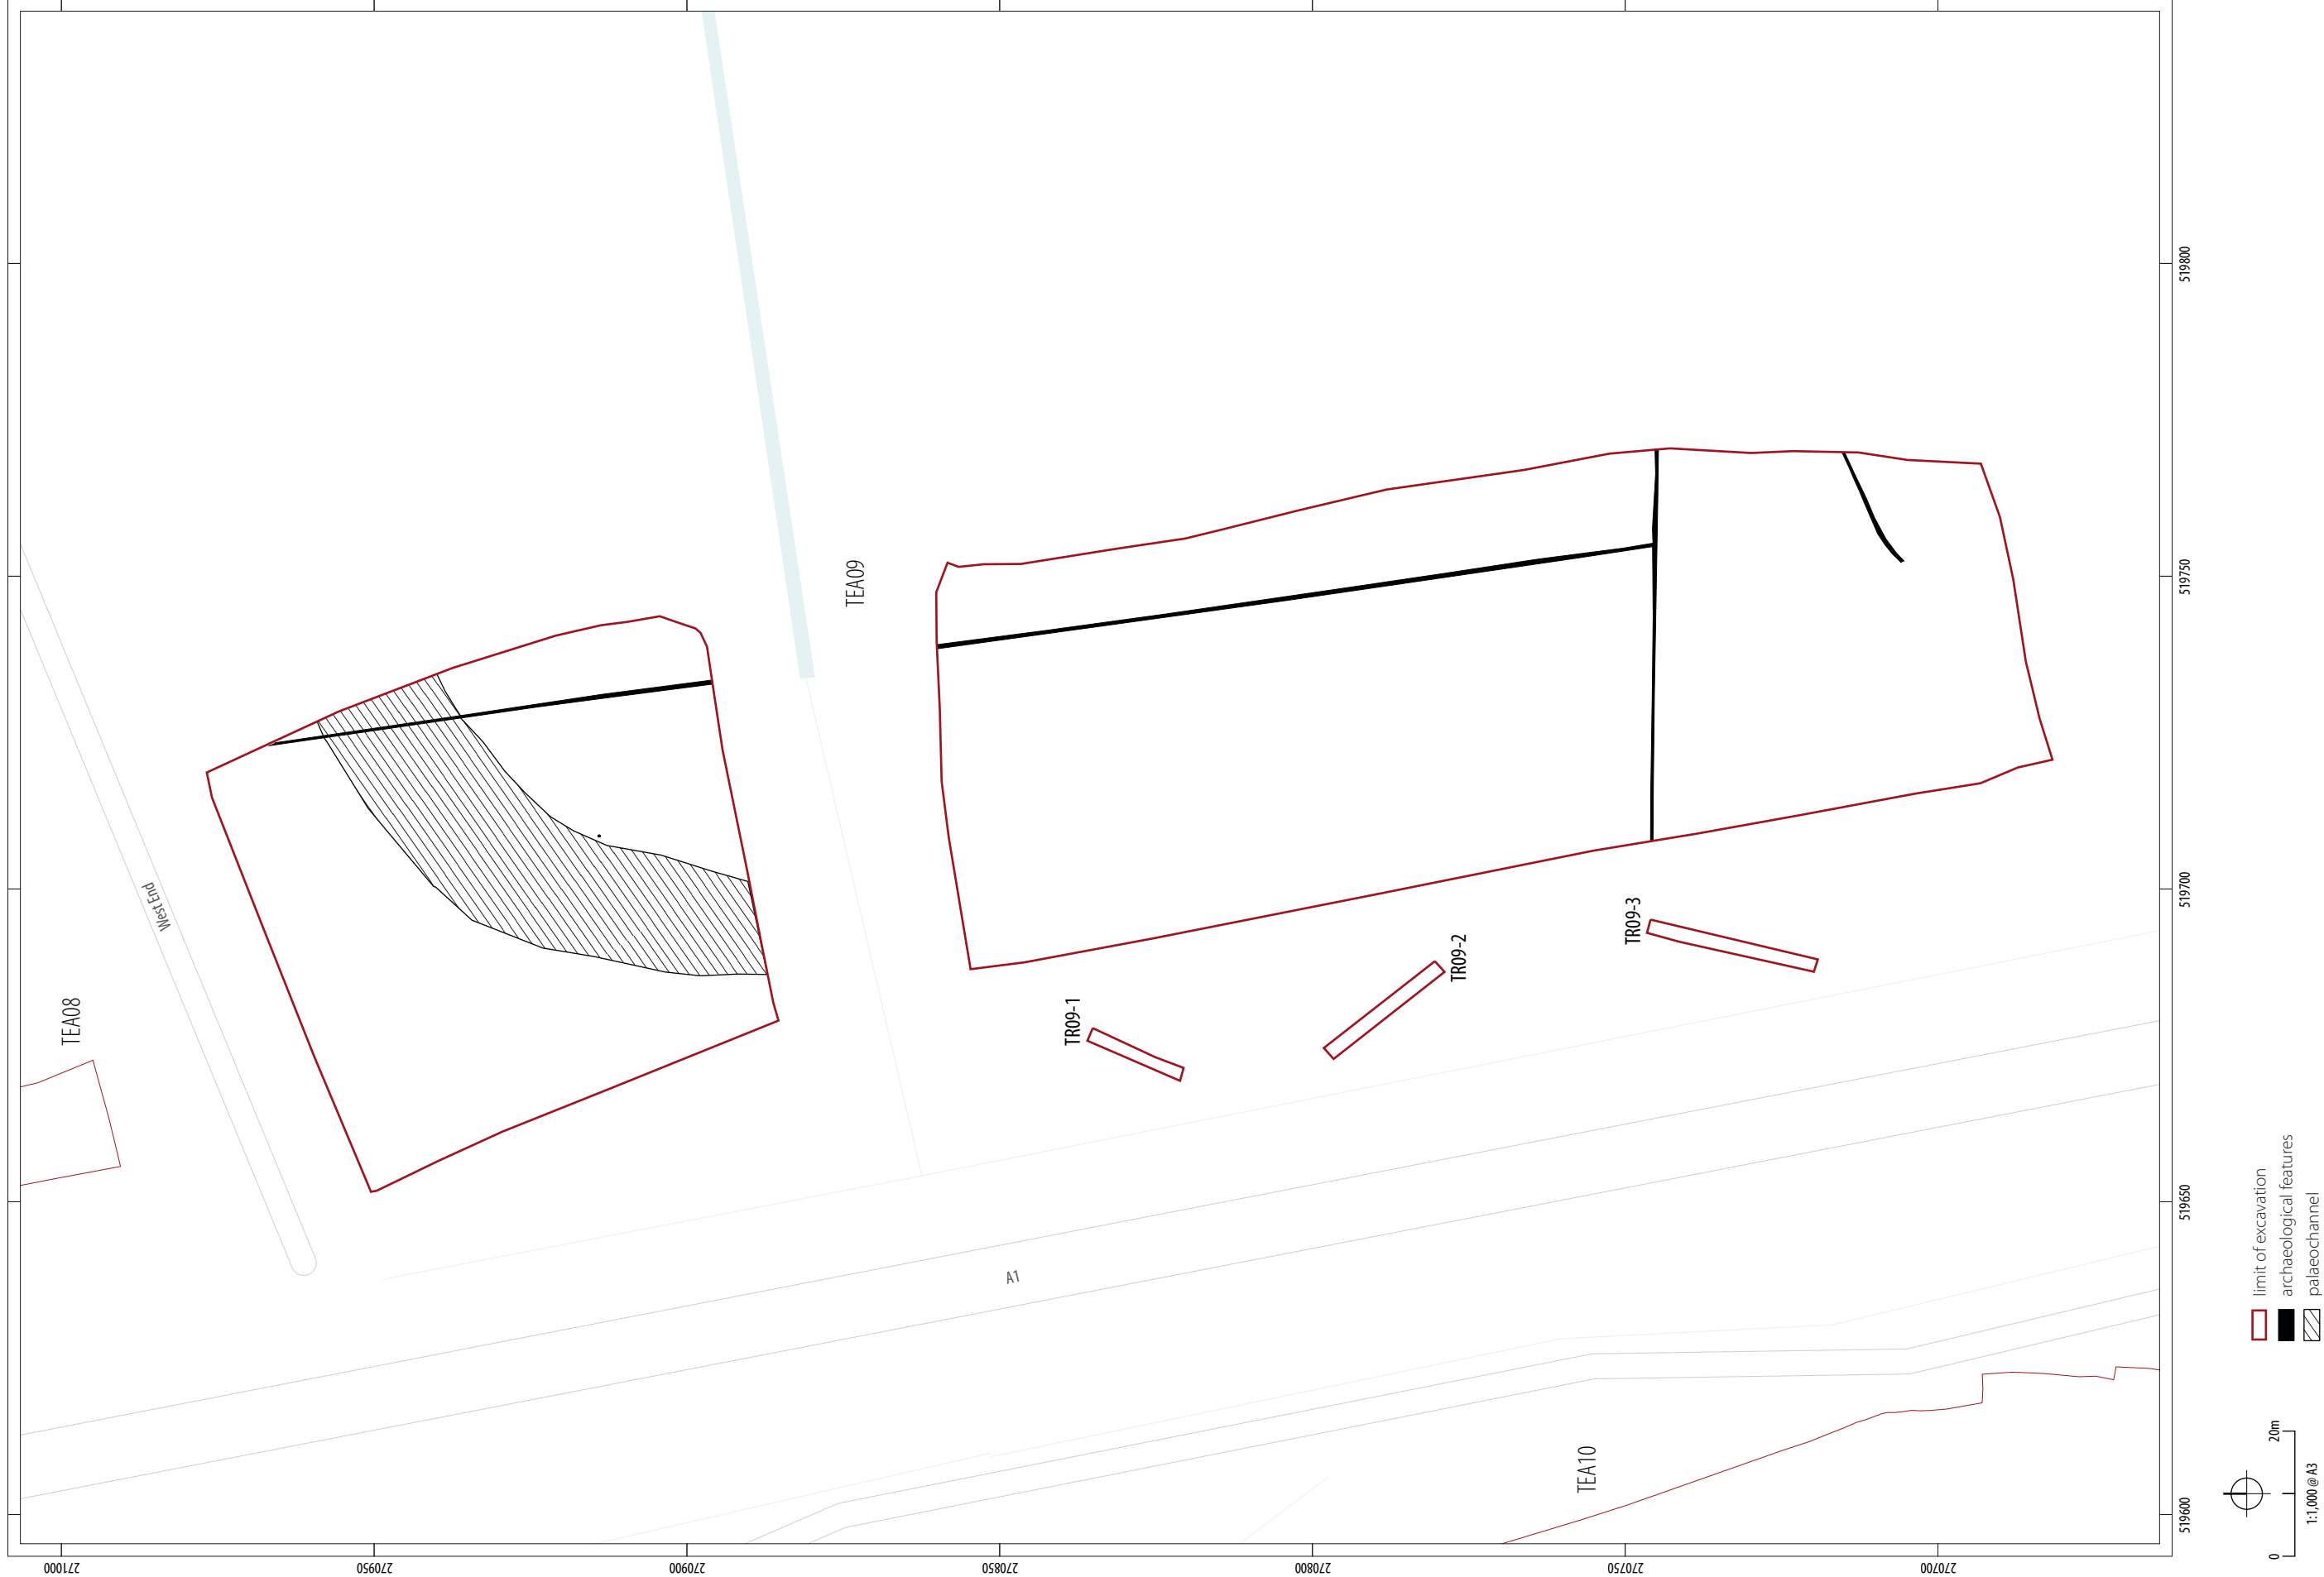 TEA08
West End
TEA09
TR09-1
TR09-2
TR09-3
A1
TEA10
271000
270950
270900
270850
270800
270750
270700
519600
519650
519700
519750
519800
limit of excavation
archaeological features
palaeochannel
0
20m
1:1,000 @ A3